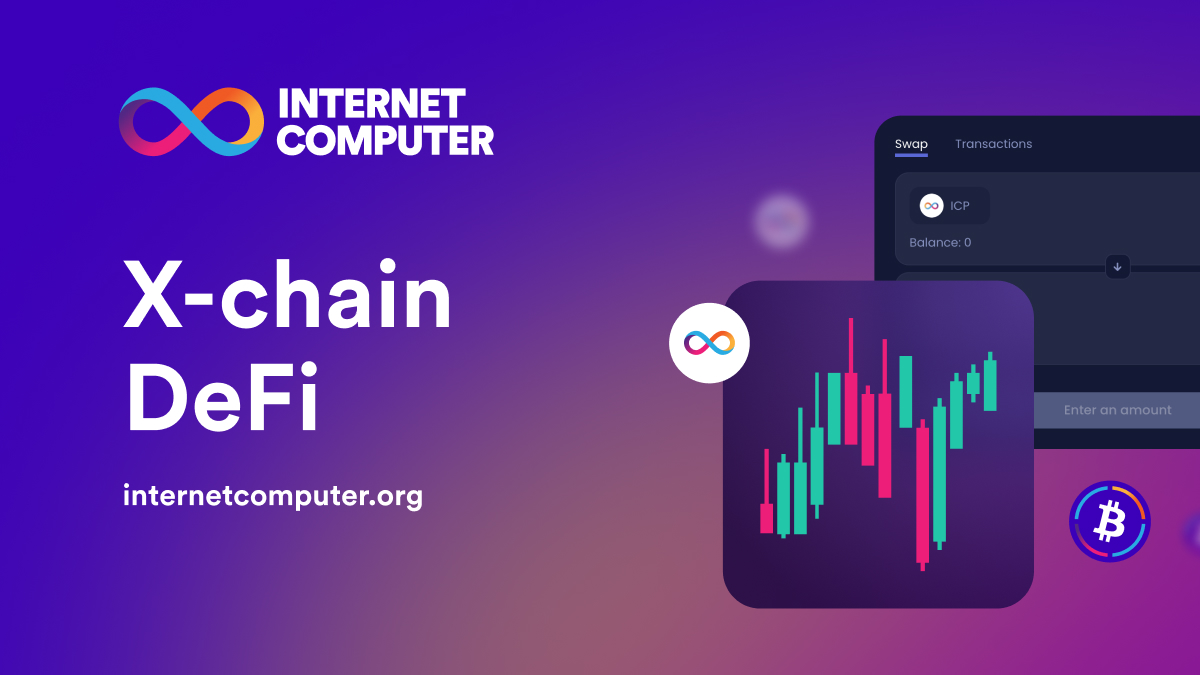 INTERNET
COMPUTER
X-chain
DeFi
internetcomputer.org
Swap Transactions
ICP
Balance: 0
Enter an amount